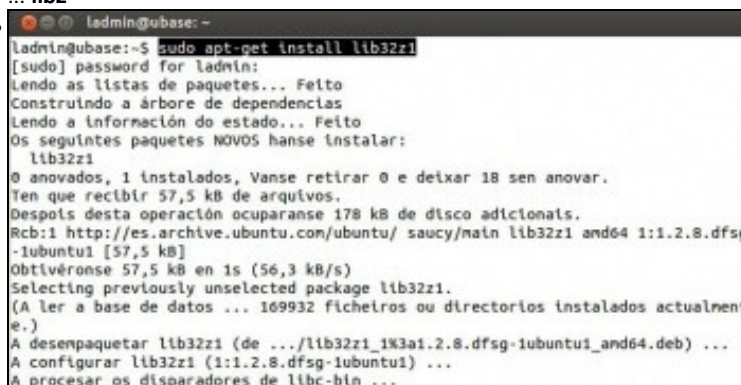 ... lib2
ladmin@ubase: ~
ladmin@ubase:~$ sudo apt-get install lib32z1
[sudo] password for ladmin:
Lendo as listas de paquetes... Feito
Construindo a árbore de dependencias
Lendo a información do estado... Feito
Os seguintes paquetes NOVOS hanse instalar:
lib32z1
0 anovados, 1 instalados, Vanse retirar 0 e deixar 18 sen anovar.
Ten que recibir 57,5 kB de arquivos.
Despois desta operación ocuparanse 178 kB de disco adicionais.
Rcb:1 http://es.archive.ubuntu.com/ubuntu/ saucy/main lib32z1 amd64 1:1.2.8.dfsg
-1ubuntu1 [57,5 kB]
Obtivéronse 57,5 kB en 1s (56,3 kB/s)
Selecting previously unselected package lib32z1.
(A ler a base de datos ... 169932 ficheiros ou directorios instalados actualmen
e.)
A desempaquetar lib32z1 (de .../lib32z1_1%3a1.2.8.dfsg-1ubuntu1_amd64.deb) ...
A configurar lib32z1 (1:1.2.8.dfsg-1ubuntu1) ...
A procesar os disparadores de libc-bin ...